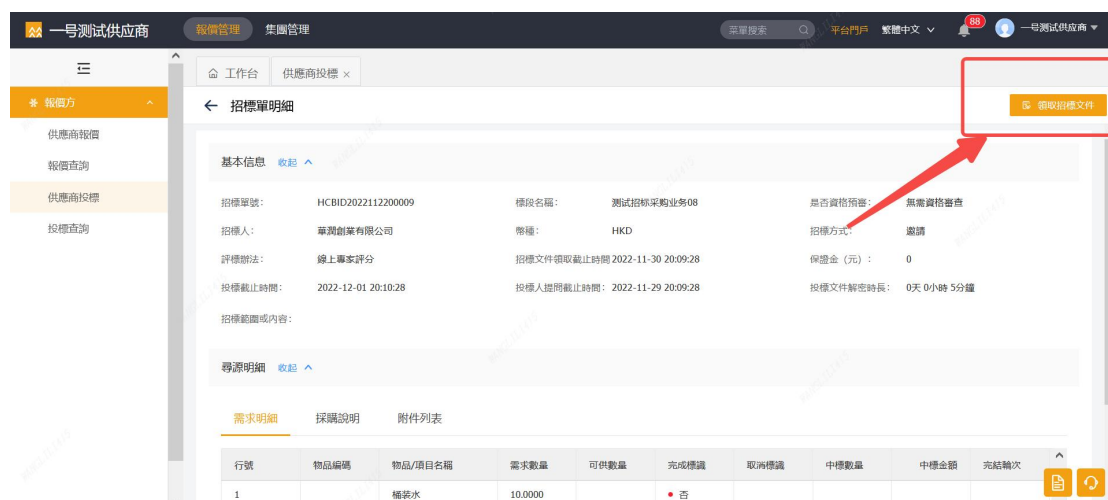 一号测试供应商 報價管理 集團管理 菜單搜索 平台門戶 繁體中文 88 一号测试供应商
工作台 供應商投標 ×
報價方
供應商報價
報價查詢
供應商投標
投標查詢
← 招標單明細 領取招標文件
基本信息 收起
招標單號: HCBID2022112200009 標段名稱: 测试招标采购业务08 是否資格預審: 無需資格審查
招標人: 華潤創業有限公司 幣種: HKD 招標方式: 邀請
評標辦法: 線上專家評分 招標文件領取截止時間 2022-11-30 20:09:28 保證金（元）: 0
投標截止時間: 2022-12-01 20:10:28 投標人提問截止時間: 2022-11-29 20:09:28 投標文件解密時長: 0天 0小時 5分鐘
招標範圍或內容:
尋源明細 收起
需求明細 採購說明 附件列表
行號 物品編碼 物品/項目名稱 需求數量 可供數量 完成標識 取消標識 中標數量 中標金額 完結輪次
1 桶装水 10.0000 否